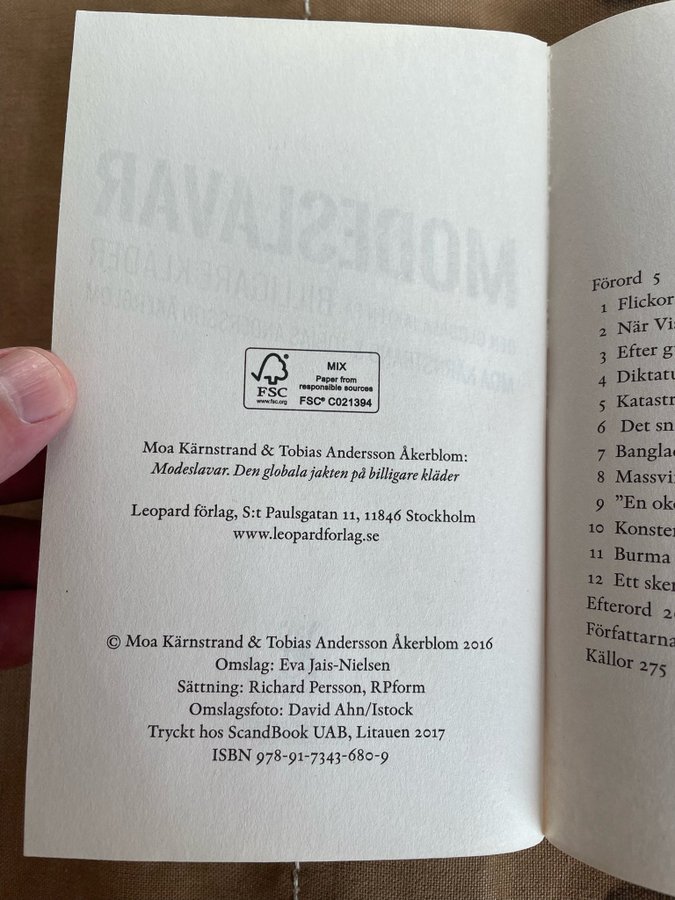 FSC
www.fsc.org
MIX
Paper from
responsible sources
FSC® C021394
Moa Kärnstrand & Tobias Andersson Åkerblom:
Modeslavar. Den globala jakten på billigare kläder
Leopard förlag, S:t Paulsgatan 11, 11846 Stockholm
www.leopardforlag.se
© Moa Kärnstrand & Tobias Andersson Åkerblom 2016
Omslag: Eva Jais-Nielsen
Sättning: Richard Persson, RPform
Omslagsfoto: David Ahn/Istock
Tryckt hos ScandBook UAB, Litauen 2017
ISBN 978-91-7343-680-9
Förord 5
1 Flickor
2 När Vi
3 Efter g
4 Diktatu
5 Katastr
6 Det sn
7 Banglad
8 Massvi
9 ”En ok
10 Konste
11 Burma
12 Ett ske
Efterord
Författarna
Källor 275